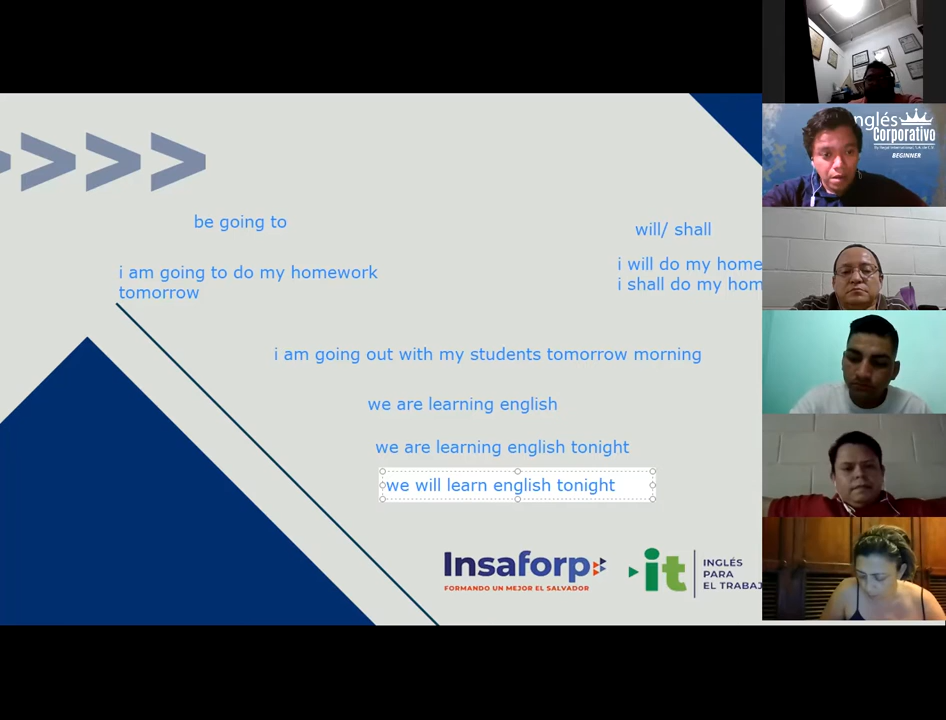 be going to
will/ shall
i am going to do my homework
tomorrow
i will do my home
i shall do my hom
i am going out with my students tomorrow morning
we are learning english
we are learning english tonight
we will learn english tonight
Insaforp
FORMANDO UN MEJOR EL SALVADOR
it
INGLÉS
PARA
EL TRABAJ
nglés
Corporativo
BEGINNER